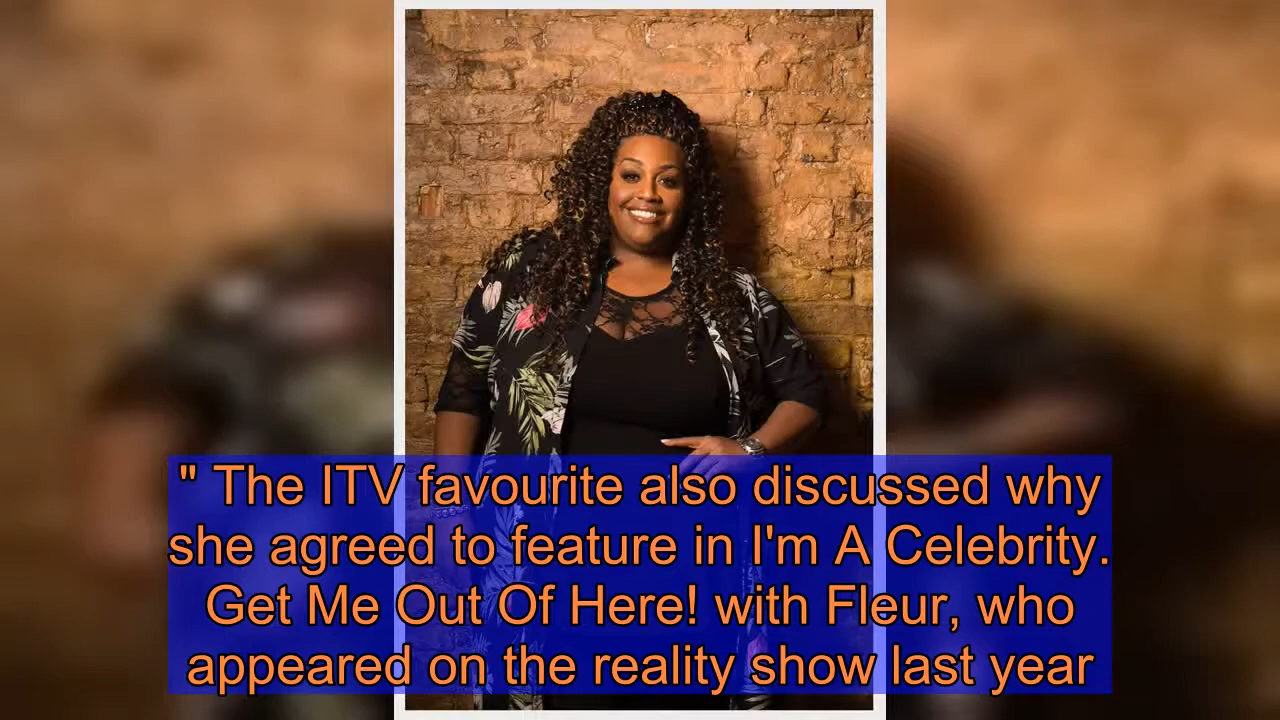 " The ITV favourite also discussed why
she agreed to feature in I'm A Celebrity.
Get Me Out Of Here! with Fleur, who
appeared on the reality show last year